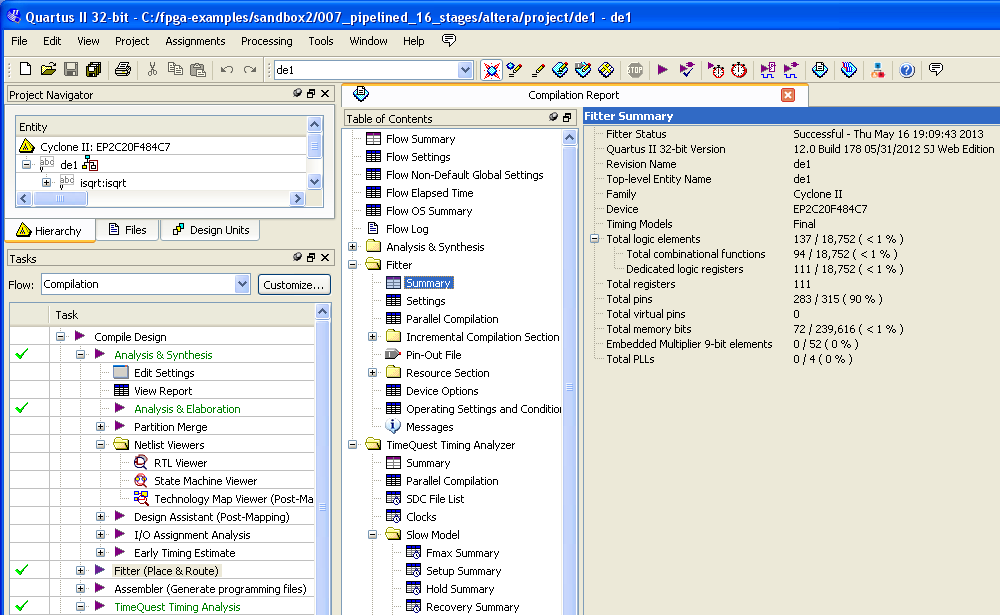 Quartus II 32-bit - C:/fpga-examples/sandbox2/007_pipelined_16_stages/altera/project/de1 - de1
File Edit View Project Assignments Processing Tools Window Help
de1
STOP
Project Navigator
Entity
Cyclone II: EP2C20F484C7
abc de1
abc isqrt:isqrt
Hierarchy Files Design Units
Tasks
Flow: Compilation Customize...
Task
Compile Design
Analysis & Synthesis
Edit Settings
View Report
Analysis & Elaboration
Partition Merge
Netlist Viewers
RTL Viewer
State Machine Viewer
Technology Map Viewer (Post-Ma
Design Assistant (Post-Mapping)
I/O Assignment Analysis
Early Timing Estimate
Fitter (Place & Route)
Assembler (Generate programming files)
TimeQuest Timing Analysis
Compilation Report
Table of Contents
Flow Summary
Flow Settings
Flow Non-Default Global Settings
Flow Elapsed Time
Flow OS Summary
Flow Log
Analysis & Synthesis
Fitter
Summary
Settings
Parallel Compilation
Incremental Compilation Section
Pin-Out File
Resource Section
Device Options
Operating Settings and Conditior
Messages
TimeQuest Timing Analyzer
Summary
Parallel Compilation
SDC File List
Clocks
Slow Model
Fmax Summary
Setup Summary
Hold Summary
Recovery Summary
Fitter Summary
Fitter Status Successful - Thu May 16 19:09:43 2013
Quartus II 32-bit Version 12.0 Build 178 05/31/2012 SJ Web Edition
Revision Name de1
Top-level Entity Name de1
Family Cyclone II
Device EP2C20F484C7
Timing Models Final
Total logic elements 137 / 18,752 ( < 1 % )
Total combinational functions 94 / 18,752 ( < 1 % )
Dedicated logic registers 111 / 18,752 ( < 1 % )
Total registers 111
Total pins 283 / 315 ( 90 % )
Total virtual pins 0
Total memory bits 72 / 239,616 ( < 1 % )
Embedded Multiplier 9-bit elements 0 / 52 ( 0 % )
Total PLLs 0 / 4 ( 0 % )